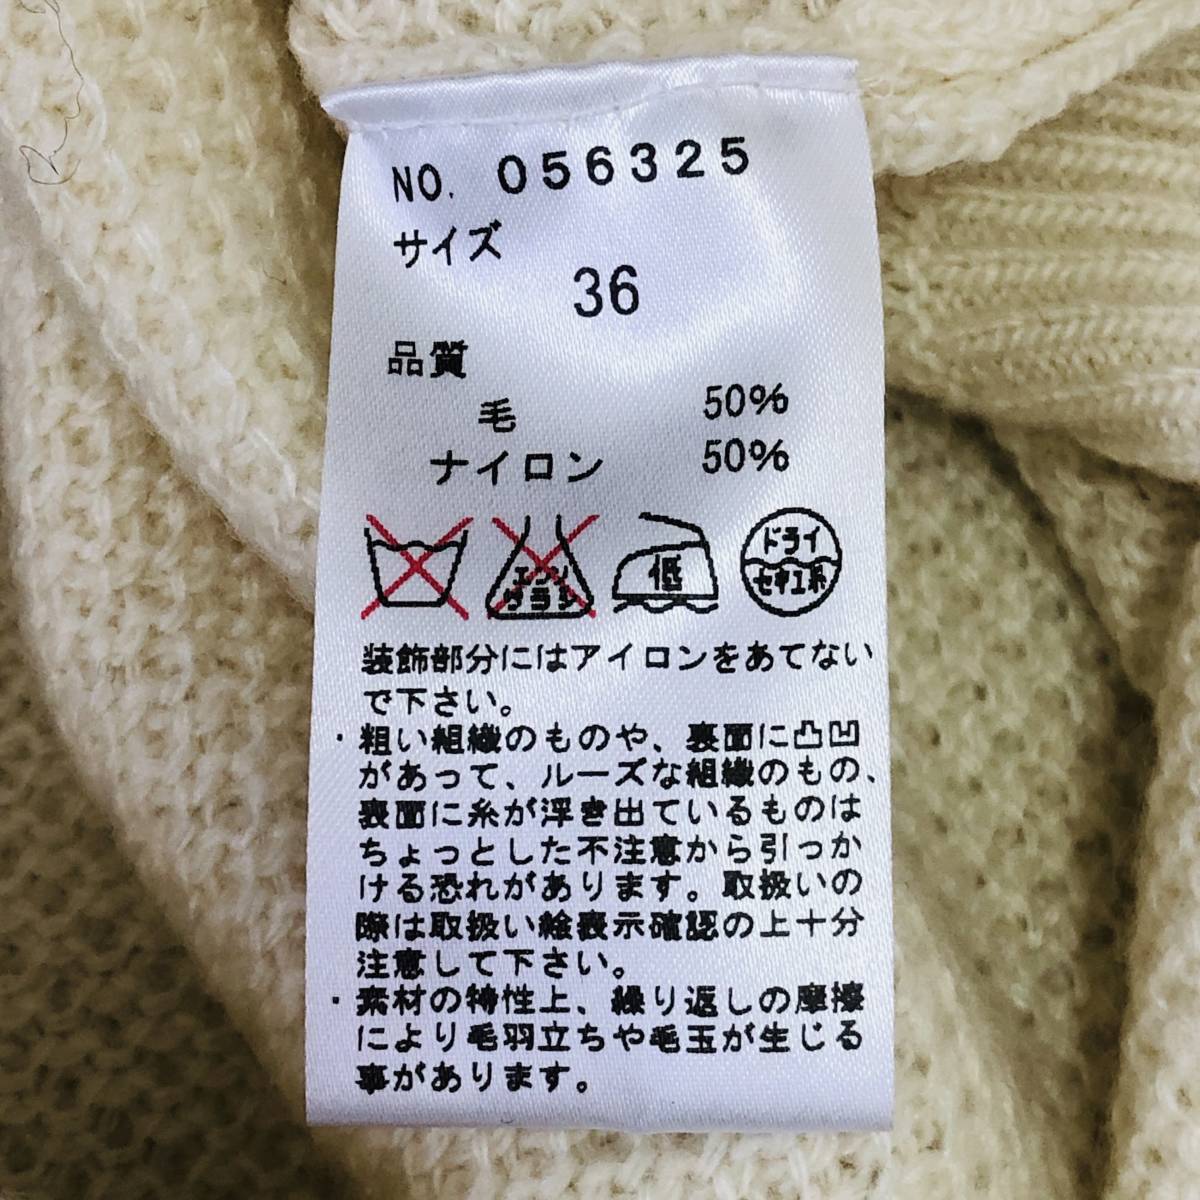 NO. 056325
サイズ
36
品質
毛 50%
ナイロン 50%
エンソ
サラシ
低
ドライ
セキユ系
装飾部分にはアイロンをあてない
で下さい。
・粗い組織のものや、裏面に凸凹
があって、ルーズな組織のもの、
表面に糸が浮き出ているものは
ちょっとした不注意から引っか
ける恐れがあります。取扱いの
際は取扱い絵表示確認の上十分
注意して下さい。
・素材の特性上、繰り返しの摩擦
により毛羽立ちや毛玉が生じる
事があります。